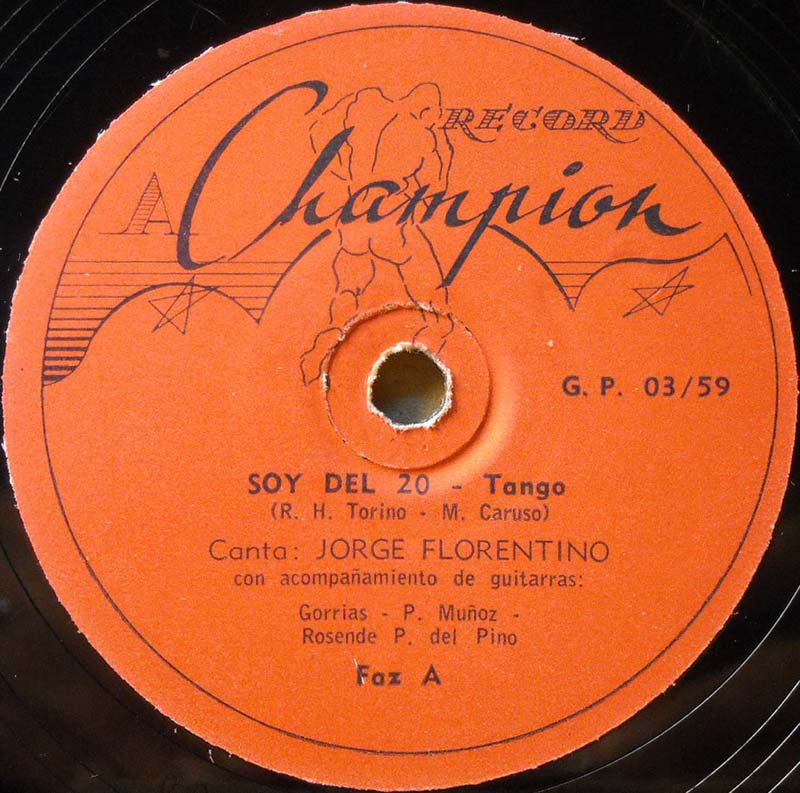 RECORD
A Champion
G. P. 03/59
SOY DEL 20 - Tango
(R. H. Torino - M. Caruso)
Canta: JORGE FLORENTINO
con acompañamiento de guitarras:
Gorrias - P. Muñoz -
Rosende P. del Pino
Faz A